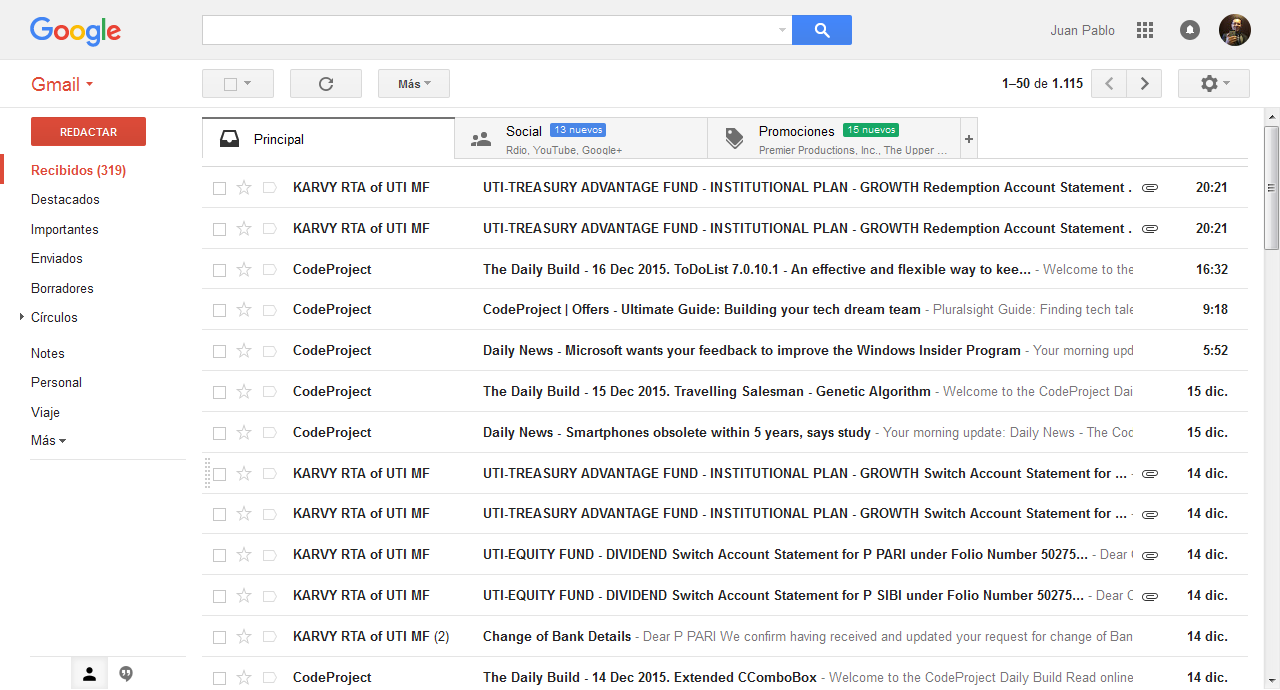 Google
Juan Pablo
Gmail
Más
1–50 de 1.115
REDACTAR
Recibidos (319)
Destacados
Importantes
Enviados
Borradores
Círculos
Notes
Personal
Viaje
Más
Principal
Social 13 nuevos
Rdio, YouTube, Google+
Promociones 15 nuevos
Premier Productions, Inc., The Upper ...
+
KARVY RTA of UTI MF UTI-TREASURY ADVANTAGE FUND - INSTITUTIONAL PLAN - GROWTH Redemption Account Statement . 20:21
KARVY RTA of UTI MF UTI-TREASURY ADVANTAGE FUND - INSTITUTIONAL PLAN - GROWTH Redemption Account Statement . 20:21
CodeProject The Daily Build - 16 Dec 2015. ToDoList 7.0.10.1 - An effective and flexible way to kee... - Welcome to the 16:32
CodeProject CodeProject | Offers - Ultimate Guide: Building your tech dream team - Pluralsight Guide: Finding tech tale 9:18
CodeProject Daily News - Microsoft wants your feedback to improve the Windows Insider Program - Your morning upd 5:52
CodeProject The Daily Build - 15 Dec 2015. Travelling Salesman - Genetic Algorithm - Welcome to the CodeProject Dai 15 dic.
CodeProject Daily News - Smartphones obsolete within 5 years, says study - Your morning update: Daily News - The Coc 15 dic.
KARVY RTA of UTI MF UTI-TREASURY ADVANTAGE FUND - INSTITUTIONAL PLAN - GROWTH Switch Account Statement for ... - 14 dic.
KARVY RTA of UTI MF UTI-TREASURY ADVANTAGE FUND - INSTITUTIONAL PLAN - GROWTH Switch Account Statement for ... - 14 dic.
KARVY RTA of UTI MF UTI-EQUITY FUND - DIVIDEND Switch Account Statement for P PARI under Folio Number 50275... - Dear 14 dic.
KARVY RTA of UTI MF UTI-EQUITY FUND - DIVIDEND Switch Account Statement for P SIBI under Folio Number 50275... - Dear C 14 dic.
KARVY RTA of UTI MF (2) Change of Bank Details - Dear P PARI We confirm having received and updated your request for change of Ban 14 dic.
CodeProject The Daily Build - 14 Dec 2015. Extended CComboBox - Welcome to the CodeProject Daily Build Read online 14 dic.